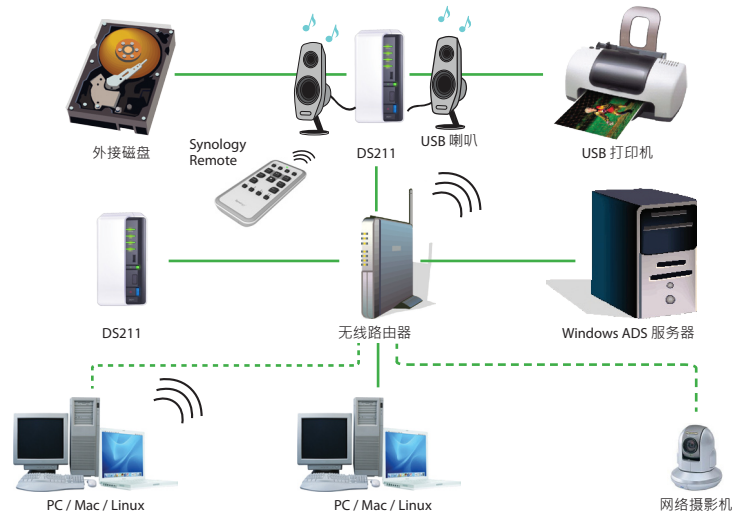 外接磁盘
Synology
Remote
DS211
USB 喇叭
USB 打印机
DS211
无线路由器
Windows ADS 服务器
PC / Mac / Linux
PC / Mac / Linux
网络摄影机